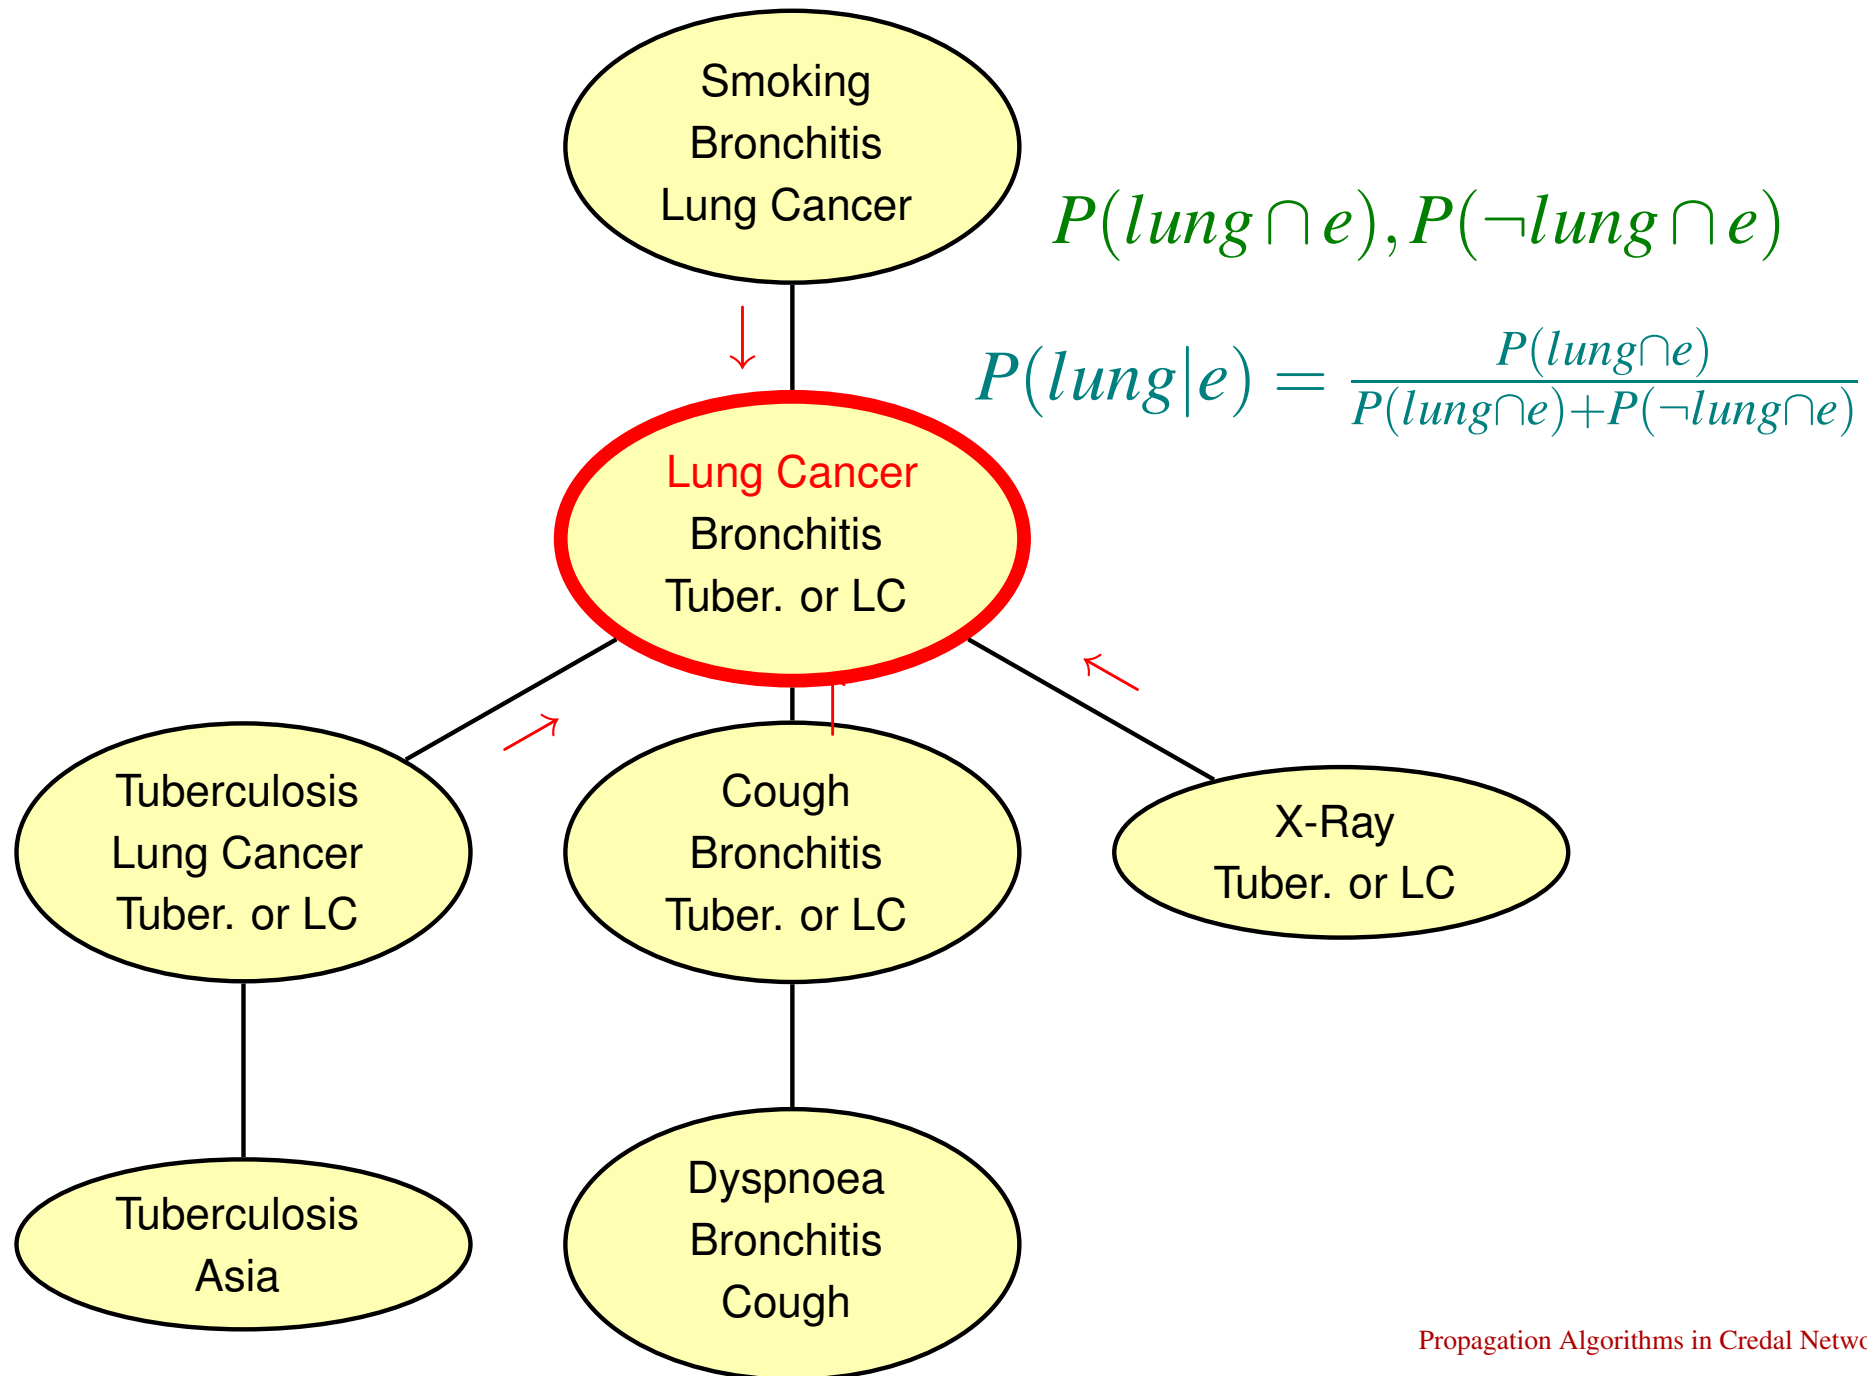 Smoking
Bronchitis
Lung Cancer
P(lung ∩ e), P(¬lung ∩ e)
P(lung|e) = P(lung∩e) / P(lung∩e)+P(¬lung∩e)
Lung Cancer
Bronchitis
Tuber. or LC
Tuberculosis
Lung Cancer
Tuber. or LC
Cough
Bronchitis
Tuber. or LC
X-Ray
Tuber. or LC
Tuberculosis
Asia
Dyspnoea
Bronchitis
Cough
Propagation Algorithms in Credal Netwo